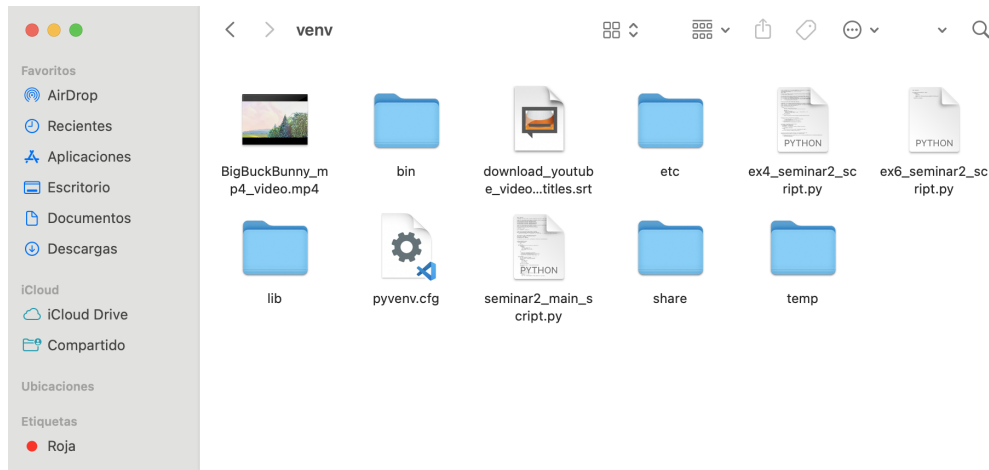 venv
Favoritos
AirDrop
Recientes
Aplicaciones
Escritorio
Documentos
Descargas
iCloud
iCloud Drive
Compartido
Ubicaciones
Etiquetas
Roja
BigBuckBunny_
mp4_video.mp4
bin
download_youtub
e_video...titles.srt
etc
PYTHON
ex4_seminar2_sc
ript.py
PYTHON
ex6_seminar2_sc
ript.py
lib
pyvenv.cfg
PYTHON
seminar2_main_s
cript.py
share
temp